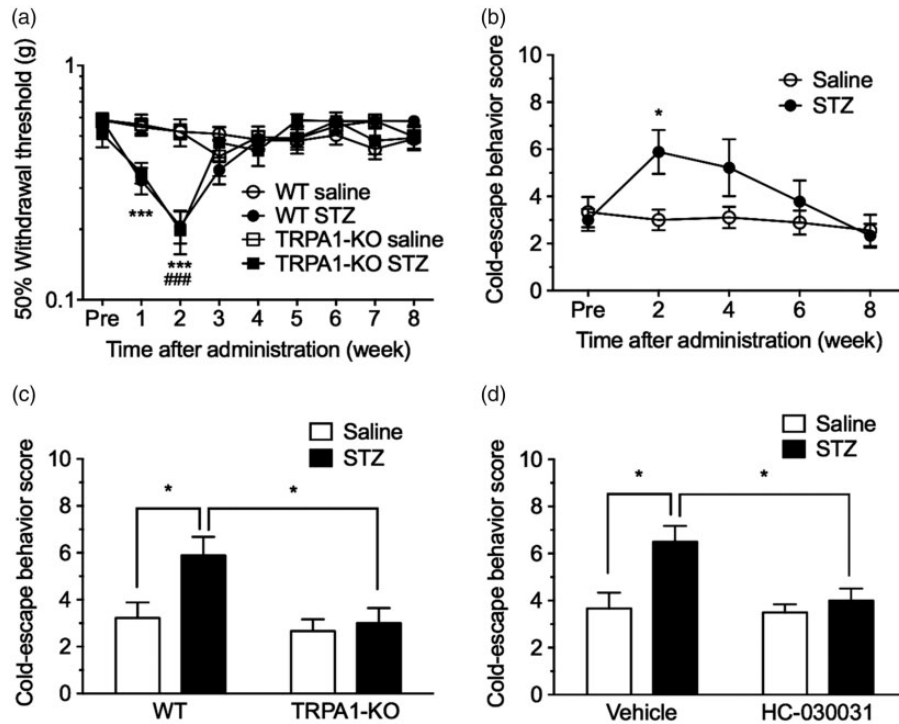 (a)
50% Withdrawal threshold (g)
1
0.1
***
***
###
WT saline
WT STZ
TRPA1-KO saline
TRPA1-KO STZ
Pre 1 2 3 4 5 6 7 8
Time after administration (week)
(b)
Cold-escape behavior score
10
8
6
4
2
0
*
Saline
STZ
Pre 2 4 6 8
Time after administration (week)
(c)
Cold-escape behavior score
10
8
6
4
2
0
Saline
STZ
* *
WT TRPA1-KO
(d)
Cold-escape behavior score
10
8
6
4
2
0
Saline
STZ
* *
Vehicle HC-030031